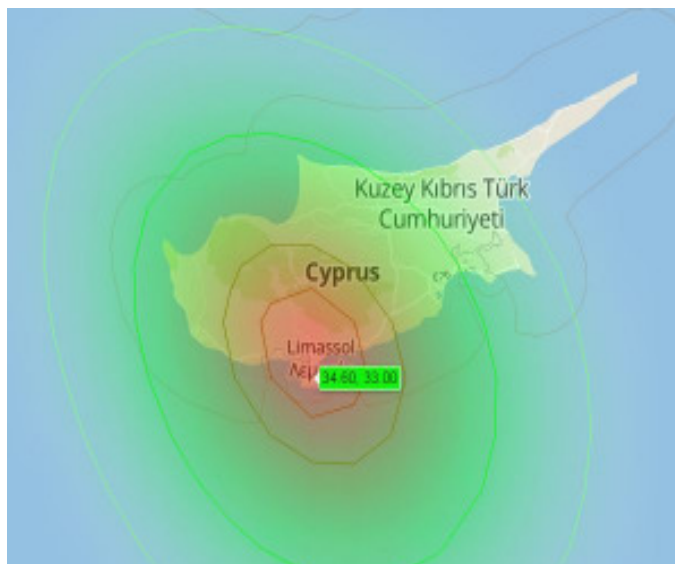 Kuzey Kıbrıs Türk
Cumhuriyeti
Cyprus
Limassol
34.60, 33.00